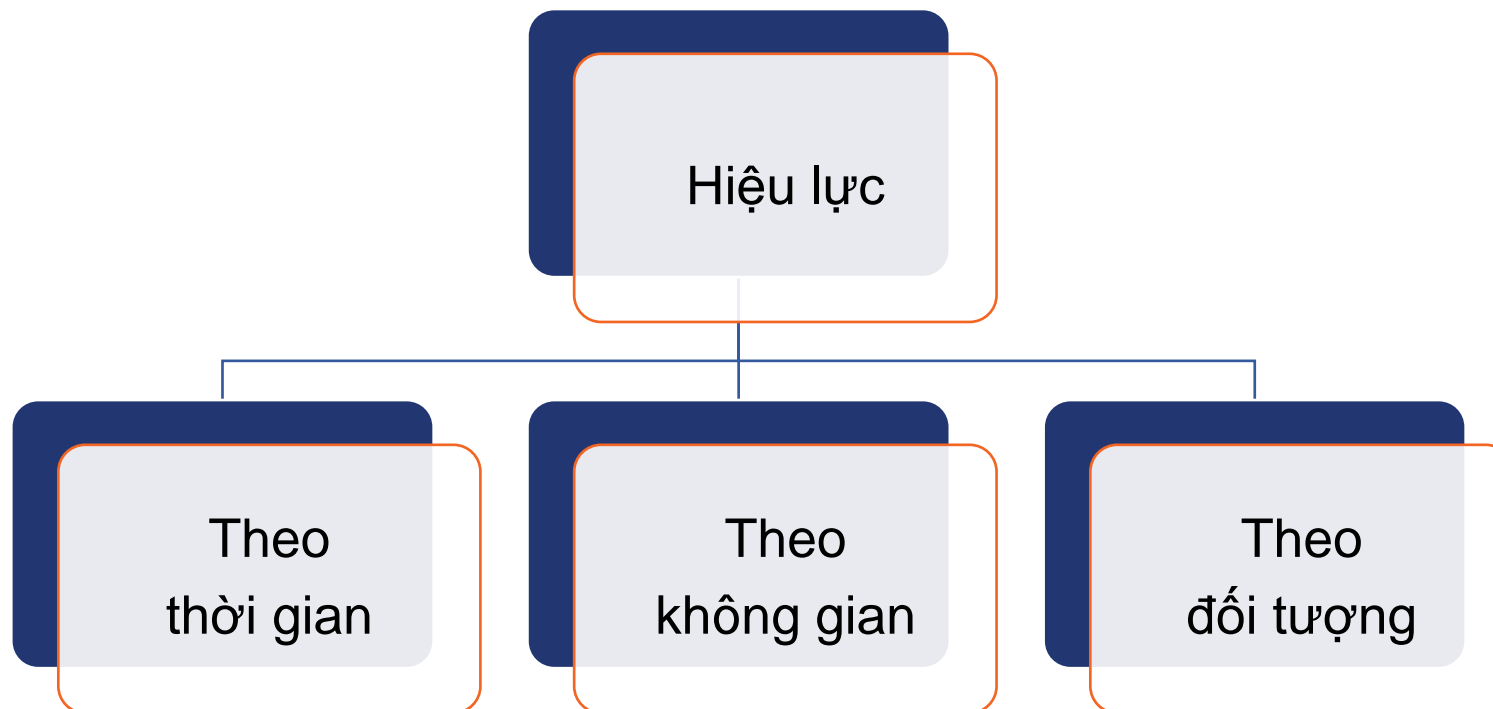 Hiệu lực
Theo
thời gian
Theo
không gian
Theo
đối tượng